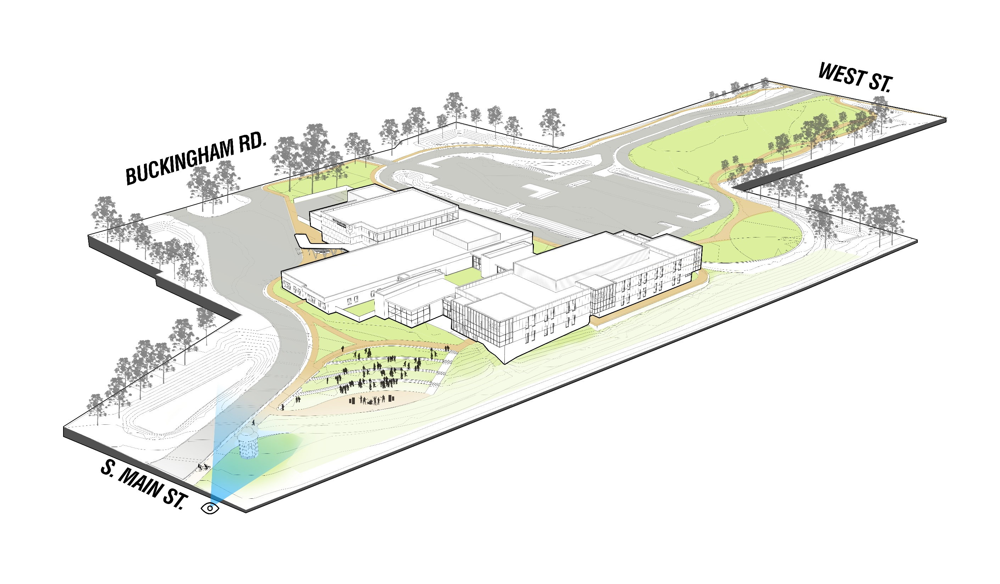 WEST ST.
BUCKINGHAM RD.
S. MAIN ST.